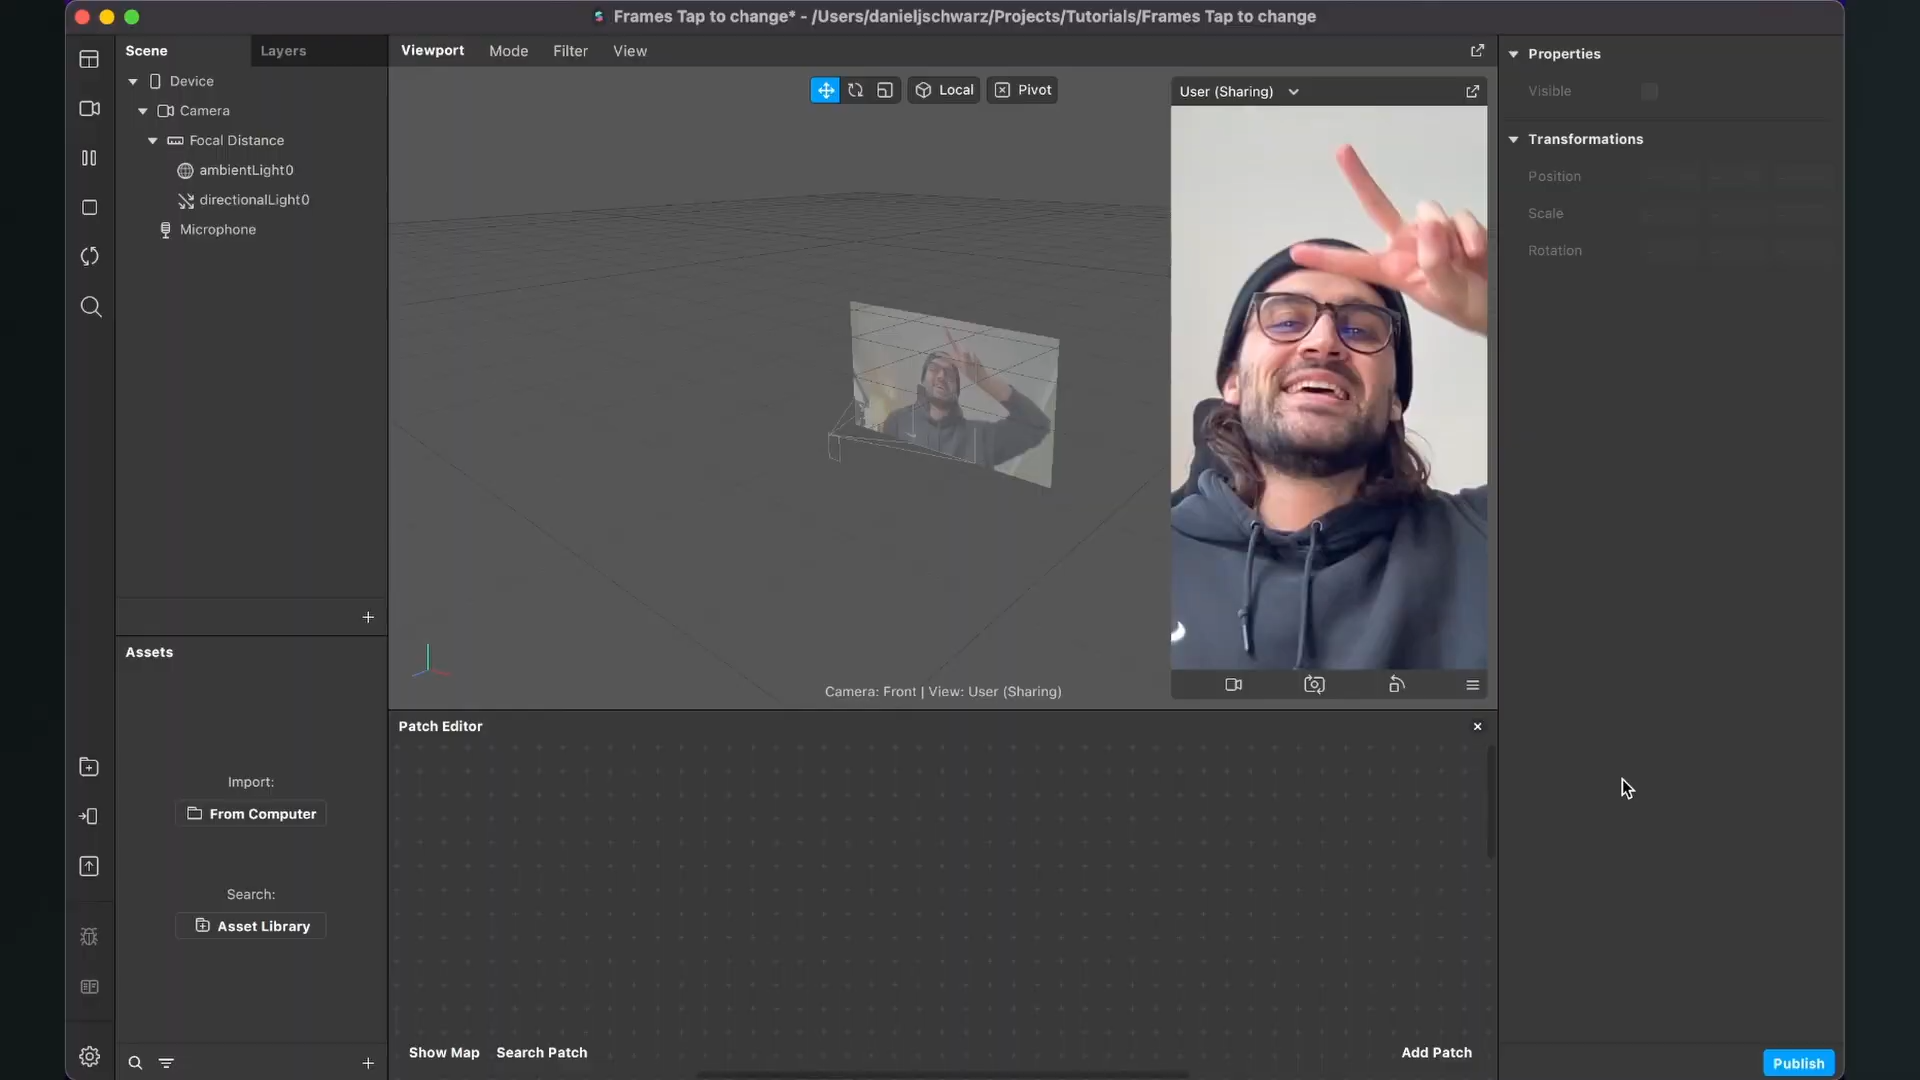 Frames Tap to change* - /Users/danieljschwarz/Projects/Tutorials/Frames Tap to change
Scene
Layers
Device
Camera
Focal Distance
ambientLight0
directionalLight0
Microphone
Assets
Import:
From Computer
Search:
Asset Library
Viewport
Mode
Filter
View
Local
Pivot
User (Sharing)
Camera: Front | View: User (Sharing)
Patch Editor
Show Map
Search Patch
Add Patch
Properties
Visible
Transformations
Position
Scale
Rotation
Publish